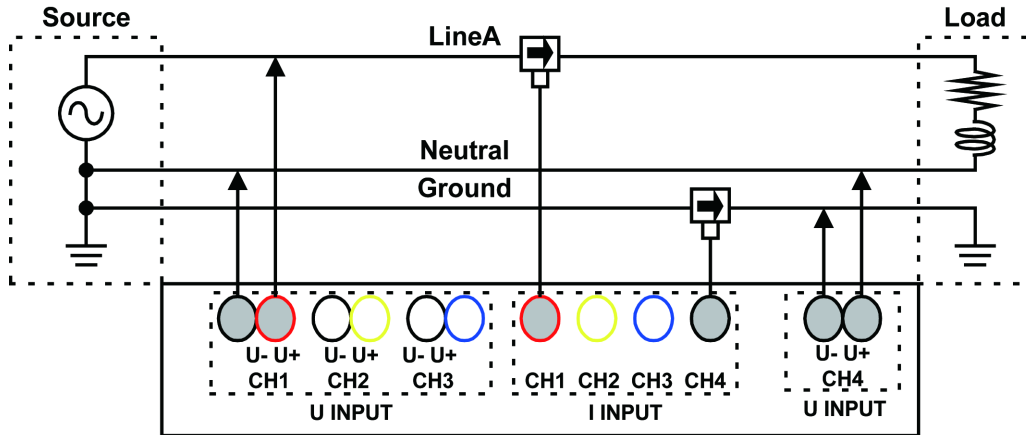 Source
Load
LineA
Neutral
Ground
U- U+ U- U+ U- U+
CH1 CH2 CH3
U INPUT
CH1 CH2 CH3 CH4
I INPUT
U- U+
CH4
U INPUT